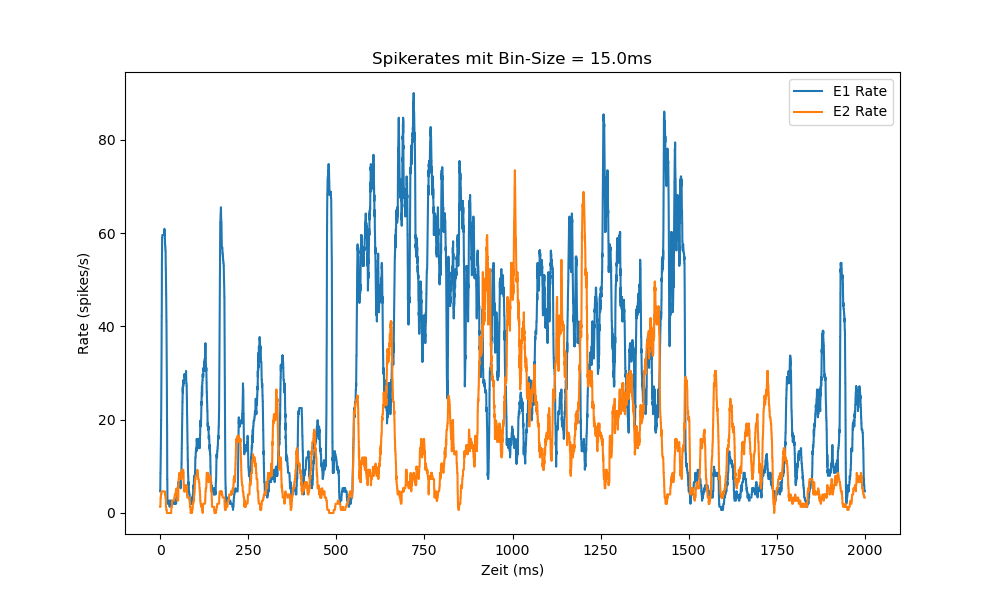 Spikerates mit Bin-Size = 15.0ms
E1 Rate
E2 Rate
Rate (spikes/s)
80
60
40
20
0
0 250 500 750 1000 1250 1500 1750 2000
Zeit (ms)